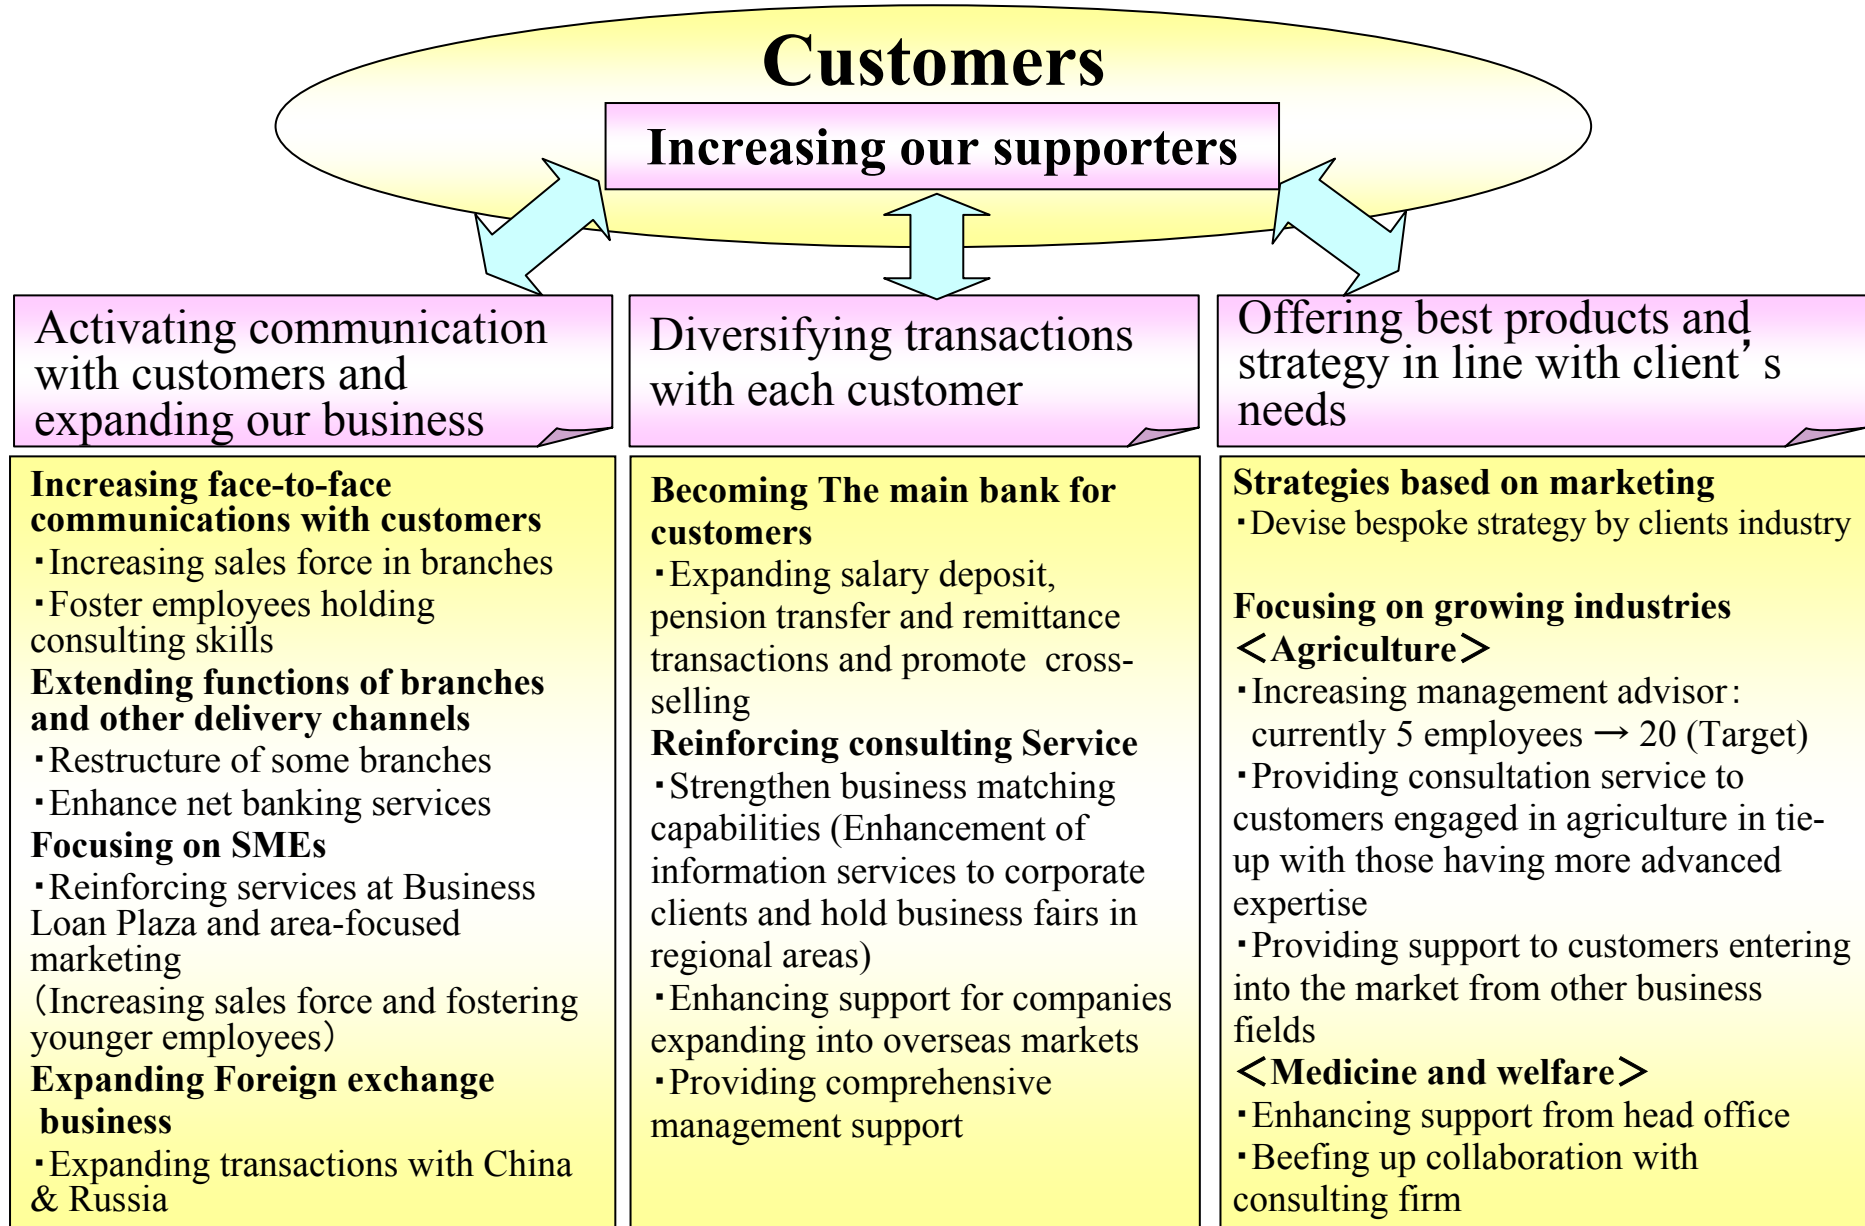 Customers
Increasing our supporters
Activating communication
with customers and
expanding our business
Increasing face-to-face
communications with customers
･Increasing sales force in branches
･Foster employees holding
consulting skills
Extending functions of branches
and other delivery channels
･Restructure of some branches
･Enhance net banking services
Focusing on SMEs
･Reinforcing services at Business
Loan Plaza and area-focused
marketing
（Increasing sales force and fostering
younger employees）
Expanding Foreign exchange
business
･Expanding transactions with China
& Russia
Diversifying transactions
with each customer
Becoming The main bank for
customers
･Expanding salary deposit,
pension transfer and remittance
transactions and promote cross-
selling
Reinforcing consulting Service
･Strengthen business matching
capabilities (Enhancement of
information services to corporate
clients and hold business fairs in
regional areas)
･Enhancing support for companies
expanding into overseas markets
･Providing comprehensive
management support
Offering best products and
strategy in line with client’s
needs
Strategies based on marketing
･Devise bespoke strategy by clients industry
Focusing on growing industries
＜Agriculture＞
･Increasing management advisor:
currently 5 employees → 20 (Target)
･Providing consultation service to
customers engaged in agriculture in tie-
up with those having more advanced
expertise
･Providing support to customers entering
into the market from other business
fields
＜Medicine and welfare＞
･Enhancing support from head office
･Beefing up collaboration with
consulting firm